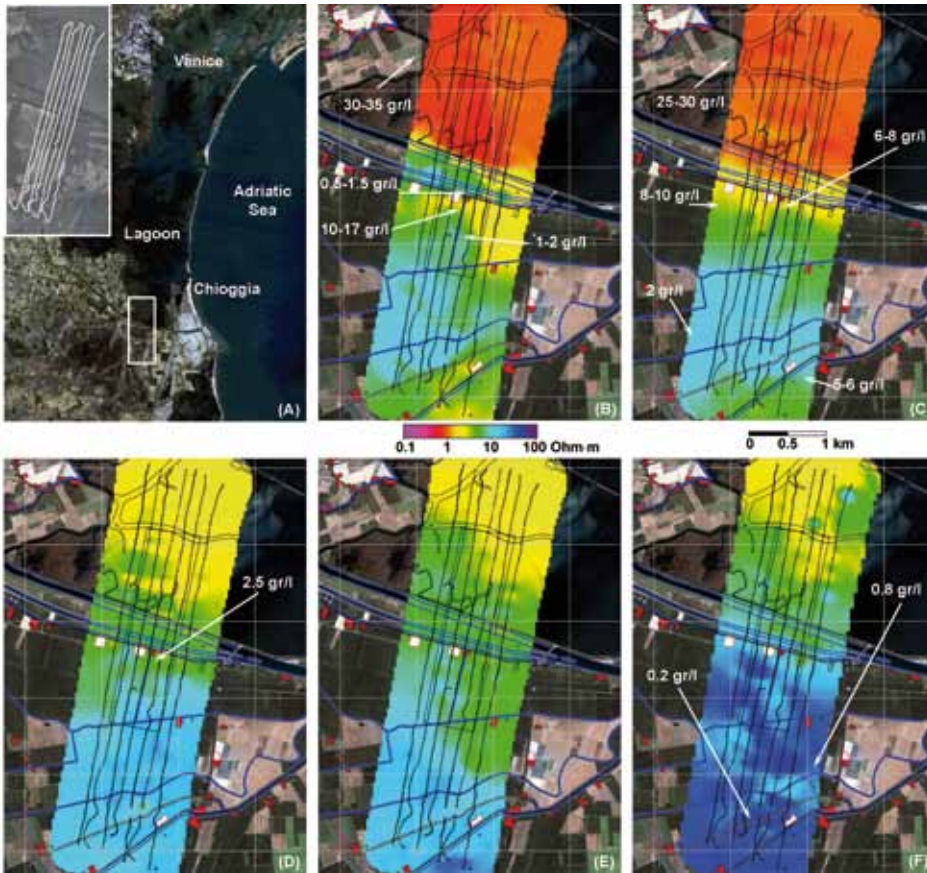 Venice
Adriatic
Sea
Lagoon
Chioggia
(A)
30-35 gr/l
0.5-1.5 gr/l
10-17 gr/l
1-2 gr/l
(B)
25-30 gr/l
6-8 gr/l
8-10 gr/l
2 gr/l
5-6 gr/l
(C)
0.1 1 10 100 Ohm·m
0 0.5 1 km
2.5 gr/l
(D)
(E)
0.8 gr/l
0.2 gr/l
(F)